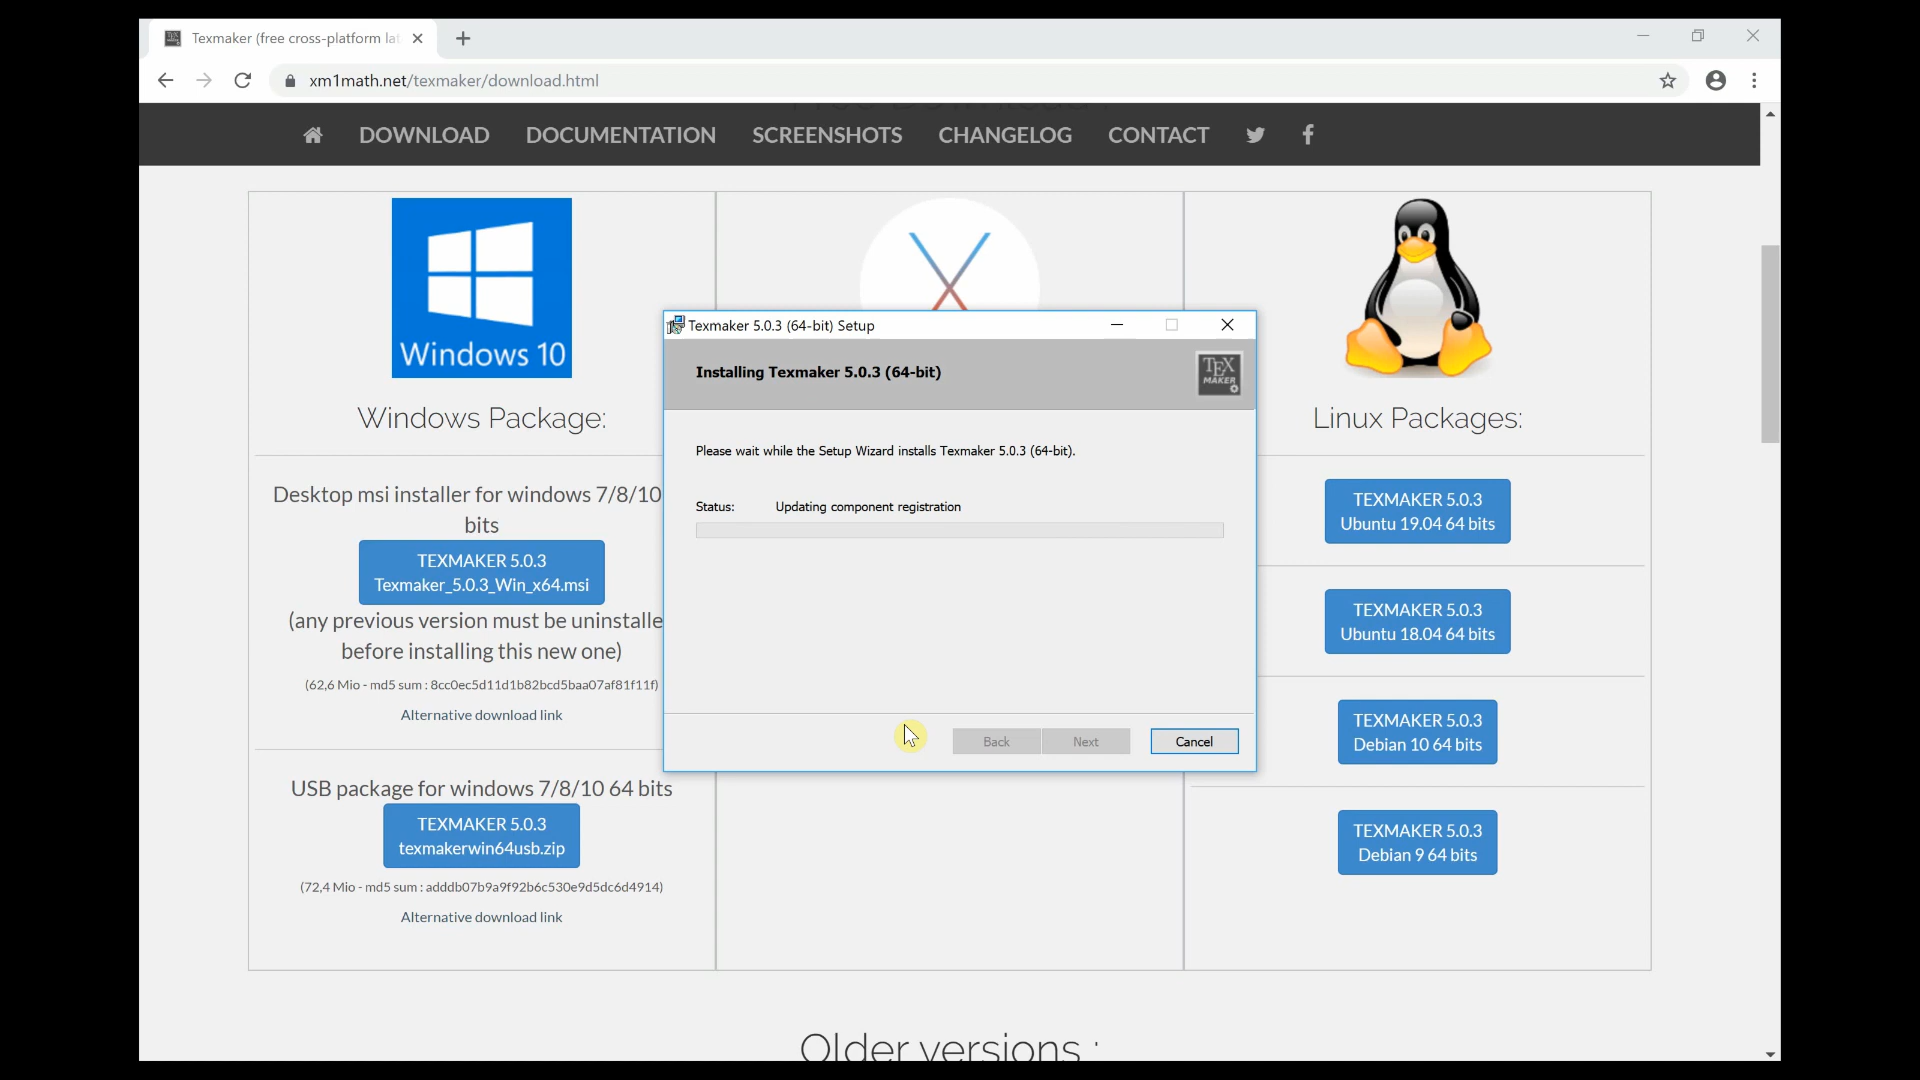 Texmaker (free cross-platform lat
xm1math.net/texmaker/download.html
DOWNLOAD DOCUMENTATION SCREENSHOTS CHANGELOG CONTACT
Windows 10
Windows Package:
Desktop msi installer for windows 7/8/10
bits
TEXMAKER 5.0.3
Texmaker_5.0.3_Win_x64.msi
(any previous version must be uninstalle
before installing this new one)
(62,6 Mio - md5 sum : 8cc0ec5d11d1b82bcd5baa07af81f11f)
Alternative download link
USB package for windows 7/8/10 64 bits
TEXMAKER 5.0.3
texmakerwin64usb.zip
(72,4 Mio - md5 sum : adddb07b9a9f92b6c530e9d5dc6d4914)
Alternative download link
Texmaker 5.0.3 (64-bit) Setup
Installing Texmaker 5.0.3 (64-bit)
TEX
MAKER
Please wait while the Setup Wizard installs Texmaker 5.0.3 (64-bit).
Status: Updating component registration
Back Next Cancel
Linux Packages:
TEXMAKER 5.0.3
Ubuntu 19.04 64 bits
TEXMAKER 5.0.3
Ubuntu 18.04 64 bits
TEXMAKER 5.0.3
Debian 10 64 bits
TEXMAKER 5.0.3
Debian 9 64 bits
Older versions :